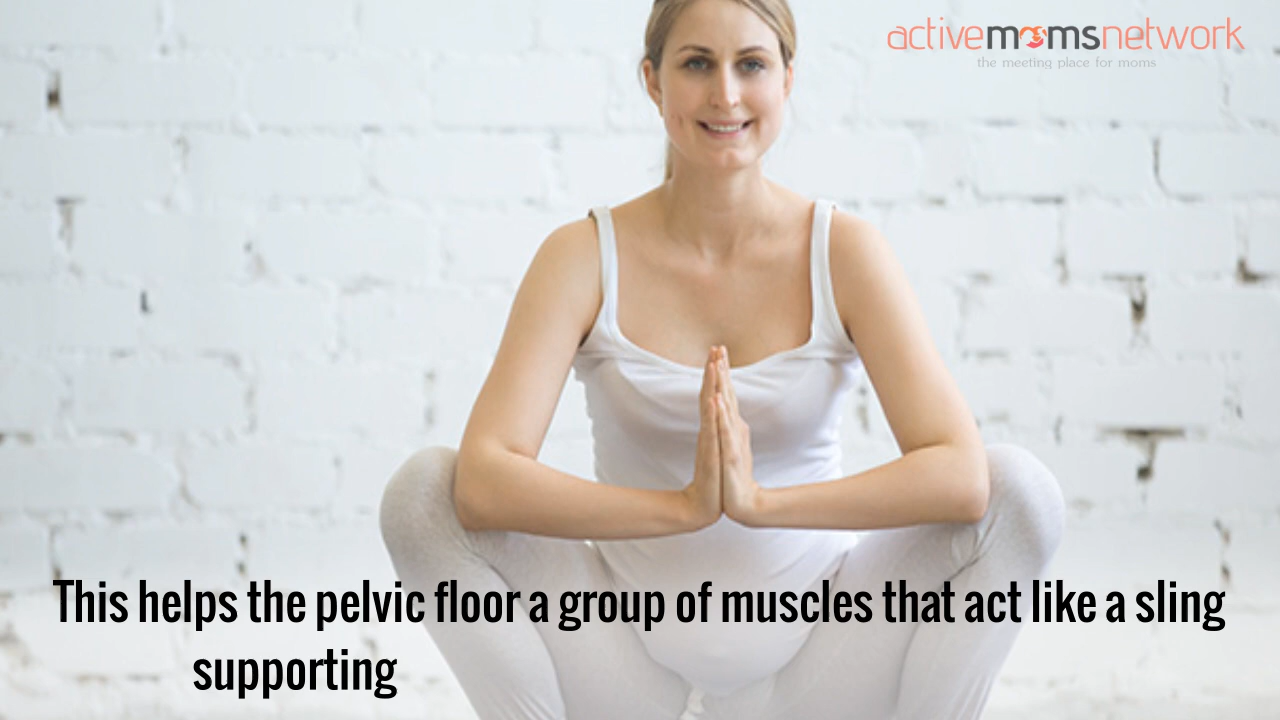 activemomsnetwork
the meeting place for moms
This helps the pelvic floor a group of muscles that act like a sling
supporting